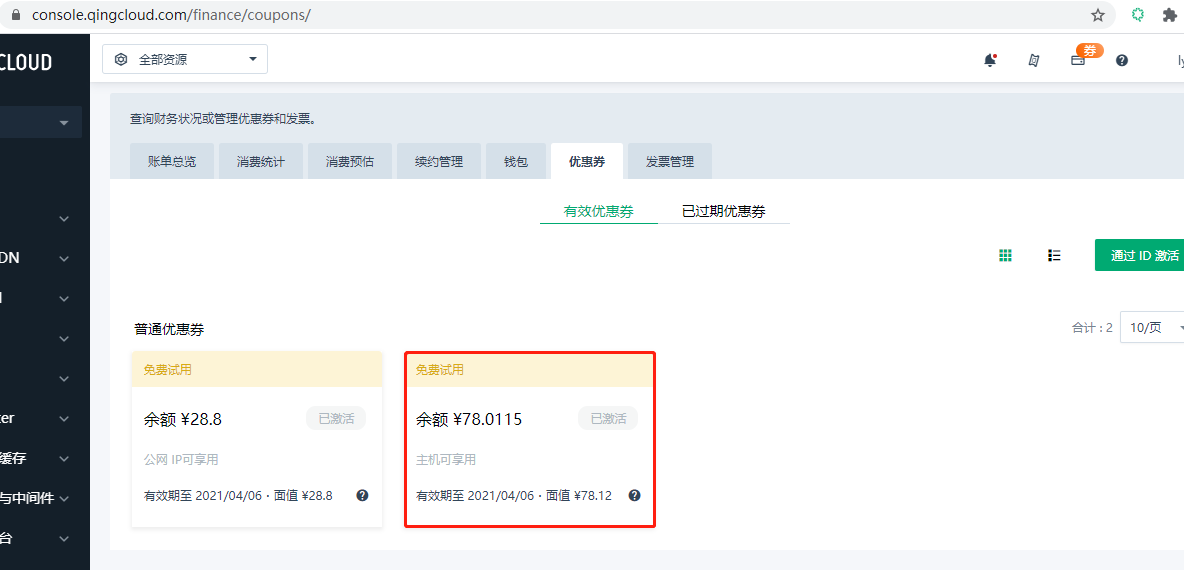 console.qingcloud.com/finance/coupons/
CLOUD
全部资源
券
查询财务状况或管理优惠券和发票。
账单总览
消费统计
消费预估
续约管理
钱包
优惠券
发票管理
有效优惠券
已过期优惠券
DN
通过 ID 激活
普通优惠券
合计 : 2
10/页
免费试用
余额 ¥28.8
已激活
公网 IP可享用
有效期至 2021/04/06 · 面值 ¥28.8
免费试用
余额 ¥78.0115
已激活
主机可享用
有效期至 2021/04/06 · 面值 ¥78.12
ter
缓存
与中间件
台